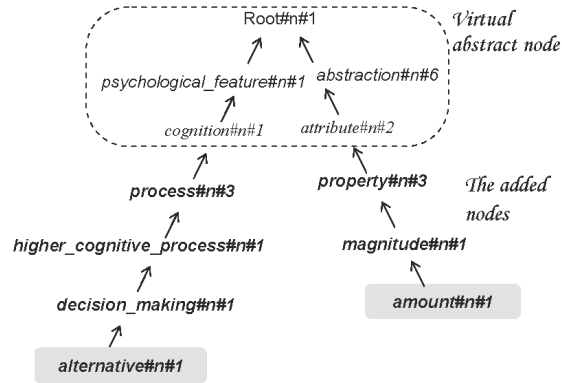 Root#n#1
Virtual
abstract node
psychological_feature#n#1
abstraction#n#6
cognition#n#1
attribute#n#2
process#n#3
property#n#3
The added
nodes
higher_cognitive_process#n#1
magnitude#n#1
decision_making#n#1
amount#n#1
alternative#n#1